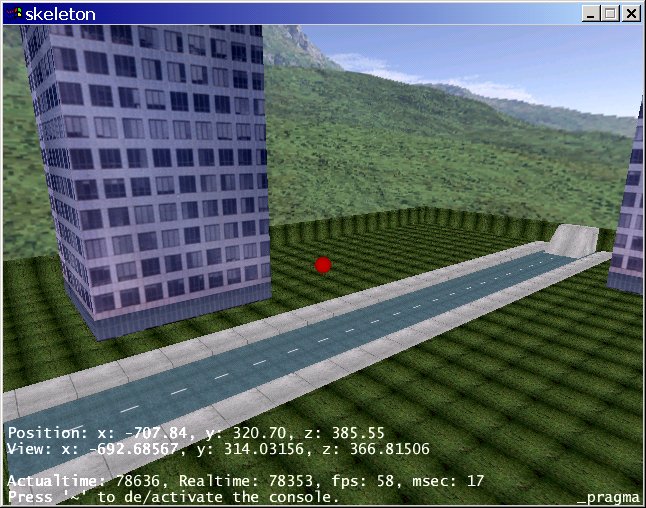 skeleton
Position: x: -707.84, y: 320.70, z: 385.55
View: x: -692.68567, y: 314.03156, z: 366.81506
Actualtime: 78636, Realtime: 78353, fps: 58, msec: 17
Press '~' to de/activate the console.
_pragma